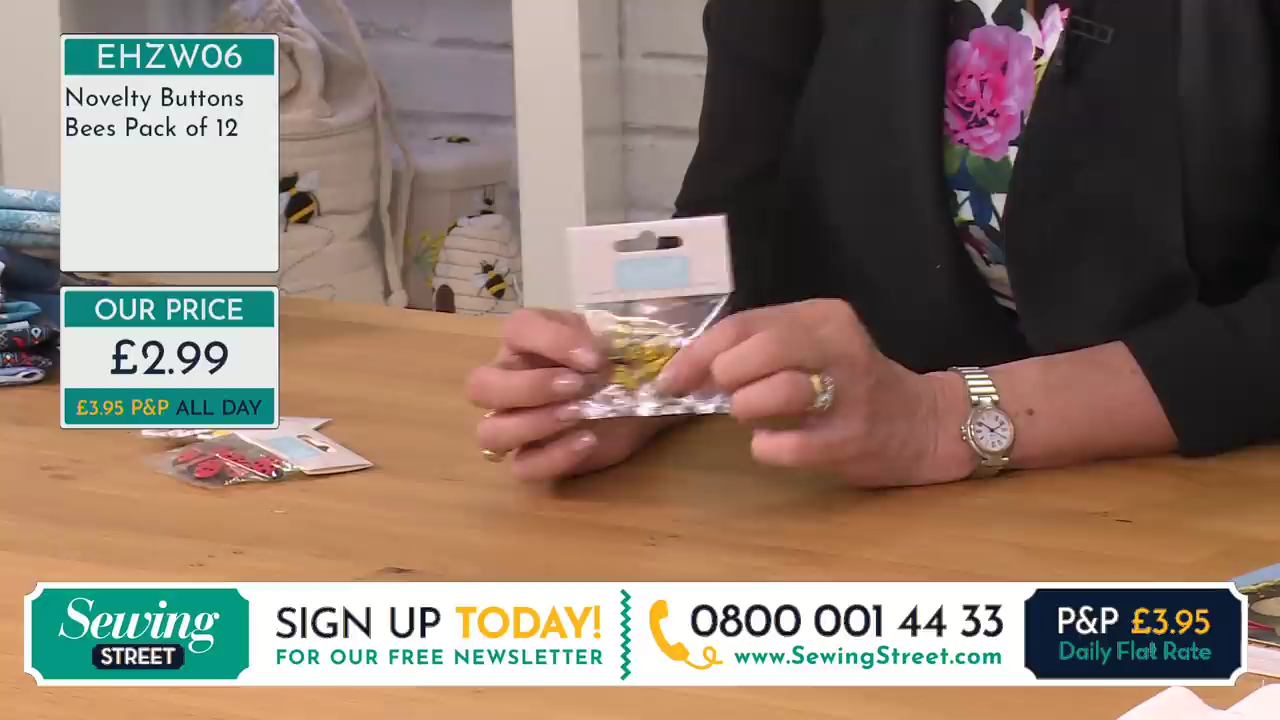 EHZW06
Novelty Buttons
Bees Pack of 12
OUR PRICE
£2.99
£3.95 P&P ALL DAY
Sewing
STREET
SIGN UP TODAY!
FOR OUR FREE NEWSLETTER
0800 001 44 33
www.SewingStreet.com
P&P £3.95
Daily Flat Rate